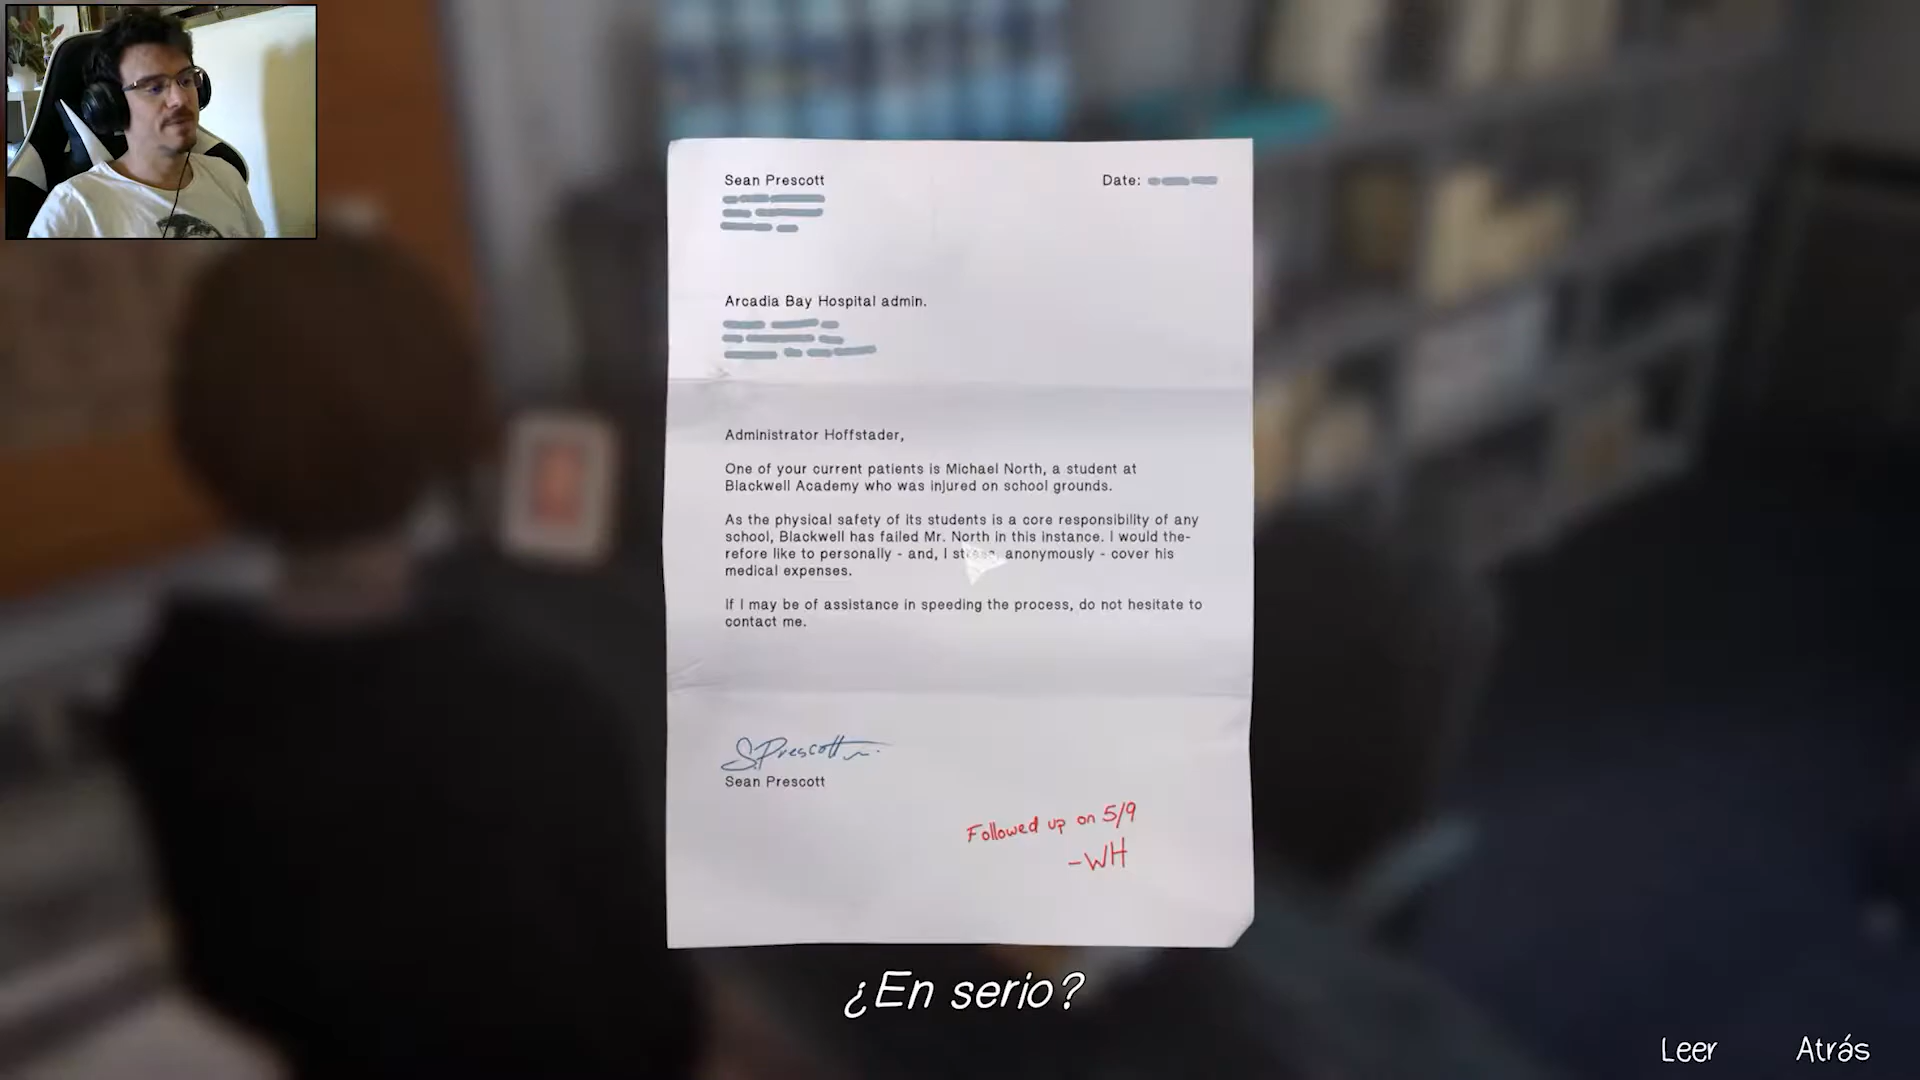 Sean Prescott
Date:
Arcadia Bay Hospital admin.
Administrator Hoffstader,
One of your current patients is Michael North, a student at
Blackwell Academy who was injured on school grounds.
As the physical safety of its students is a core responsibility of any
school, Blackwell has failed Mr. North in this instance. I would the-
refore like to personally - and, I stress, anonymously - cover his
medical expenses.
If I may be of assistance in speeding the process, do not hesitate to
contact me.
S.Prescott
Sean Prescott
Followed up on 5/9
-WH
¿En serio?
Leer Atrás